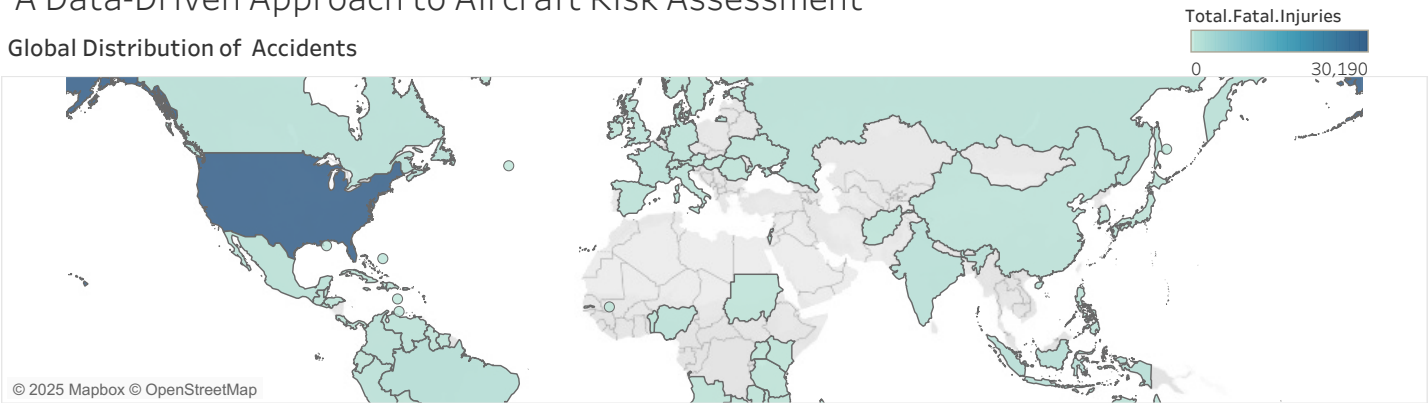 A Data-Driven Approach to Aircraft Risk Assessment
Total.Fatal.Injuries
Global Distribution of Accidents
0 30,190
© 2025 Mapbox © OpenStreetMap